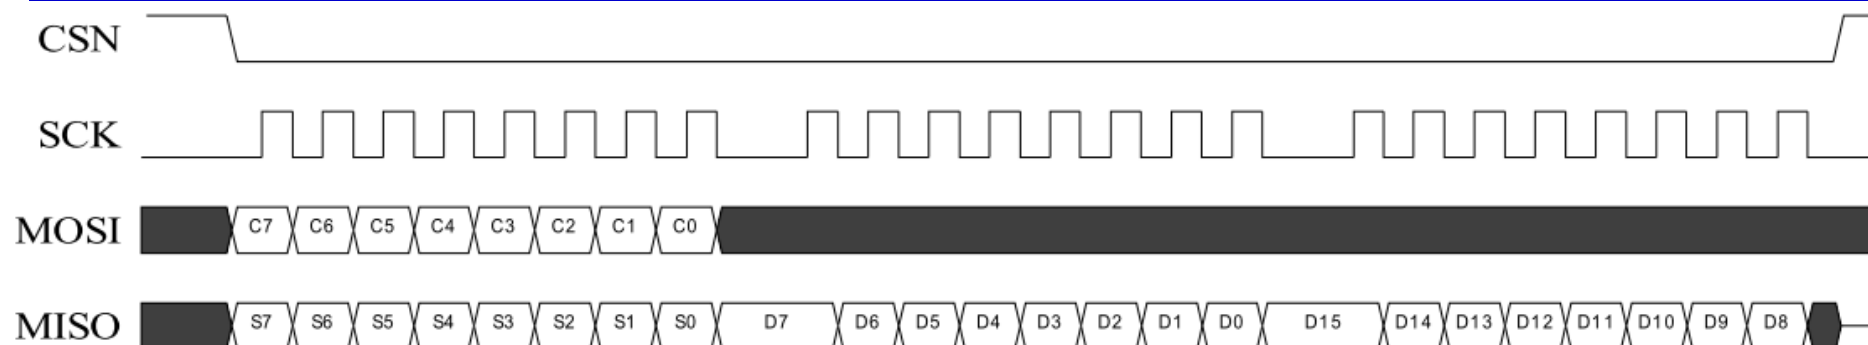 CSN
SCK
MOSI C7 C6 C5 C4 C3 C2 C1 C0
MISO S7 S6 S5 S4 S3 S2 S1 S0 D7 D6 D5 D4 D3 D2 D1 D0 D15 D14 D13 D12 D11 D10 D9 D8